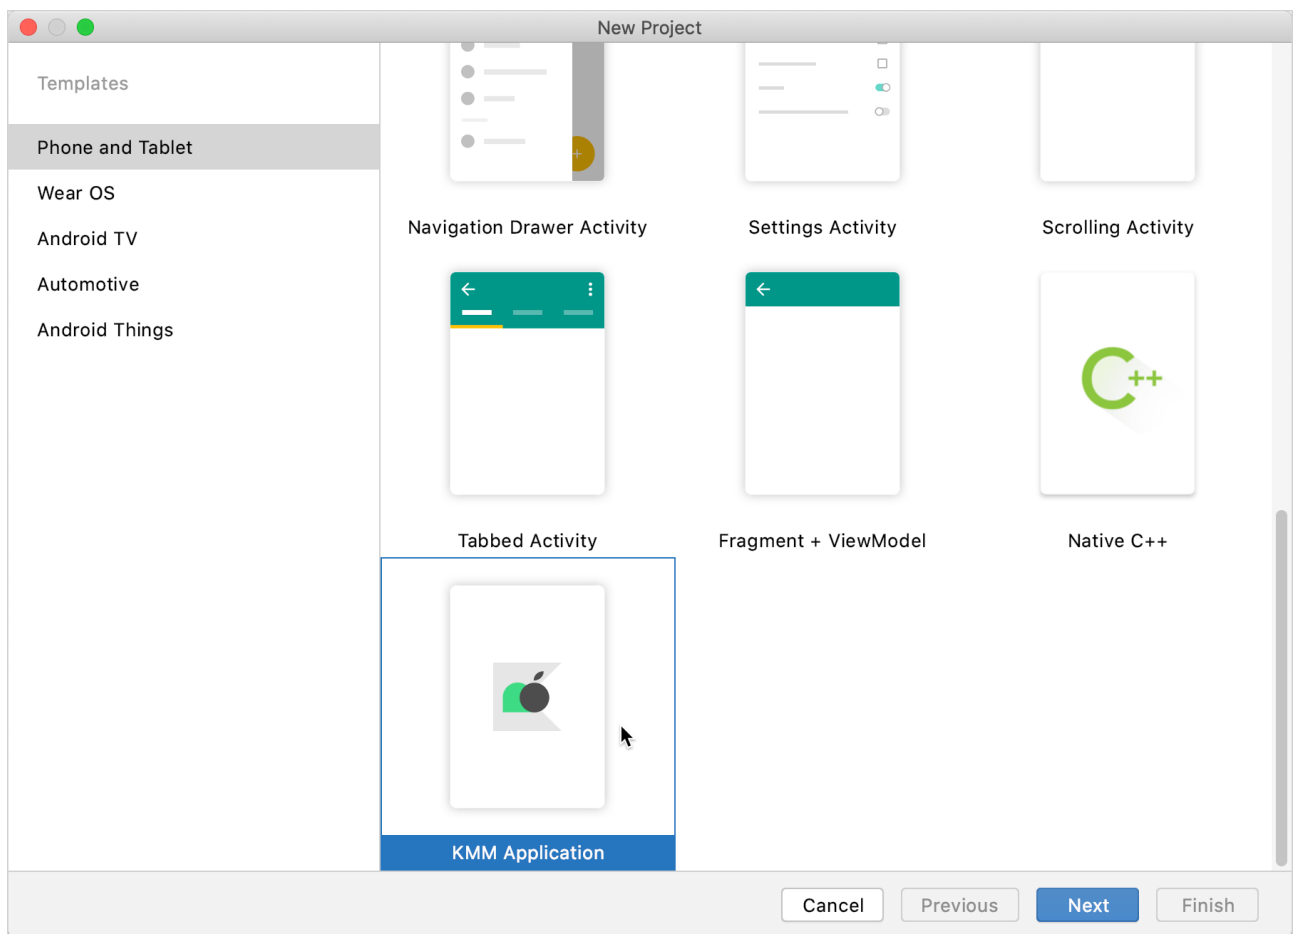 New Project
Templates
Phone and Tablet
Wear OS
Android TV
Automotive
Android Things
Navigation Drawer Activity
Settings Activity
Scrolling Activity
C++
Tabbed Activity
Fragment + ViewModel
Native C++
KMM Application
Cancel
Previous
Next
Finish